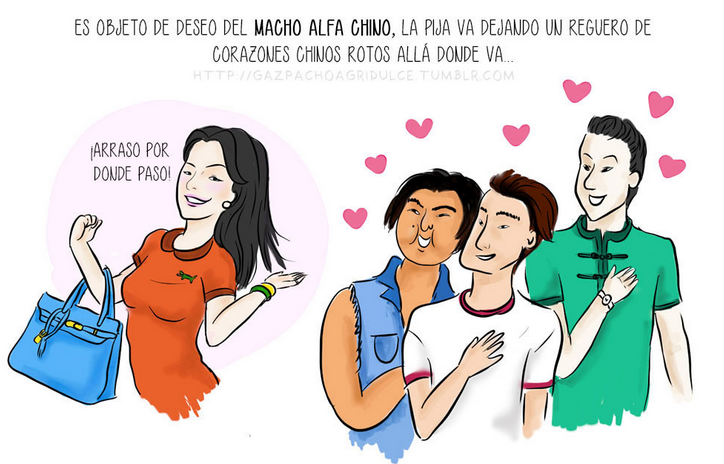 ES OBJETO DE DESEO DEL MACHO ALFA CHINO, LA PIJA VA DEJANDO UN REGUERO DE
CORAZONES CHINOS ROTOS ALLÁ DONDE VA...
HTTP://GAZPACHOAGRIDULCE.TUMBLR.COM
¡ARRASO POR
DONDE PASO!